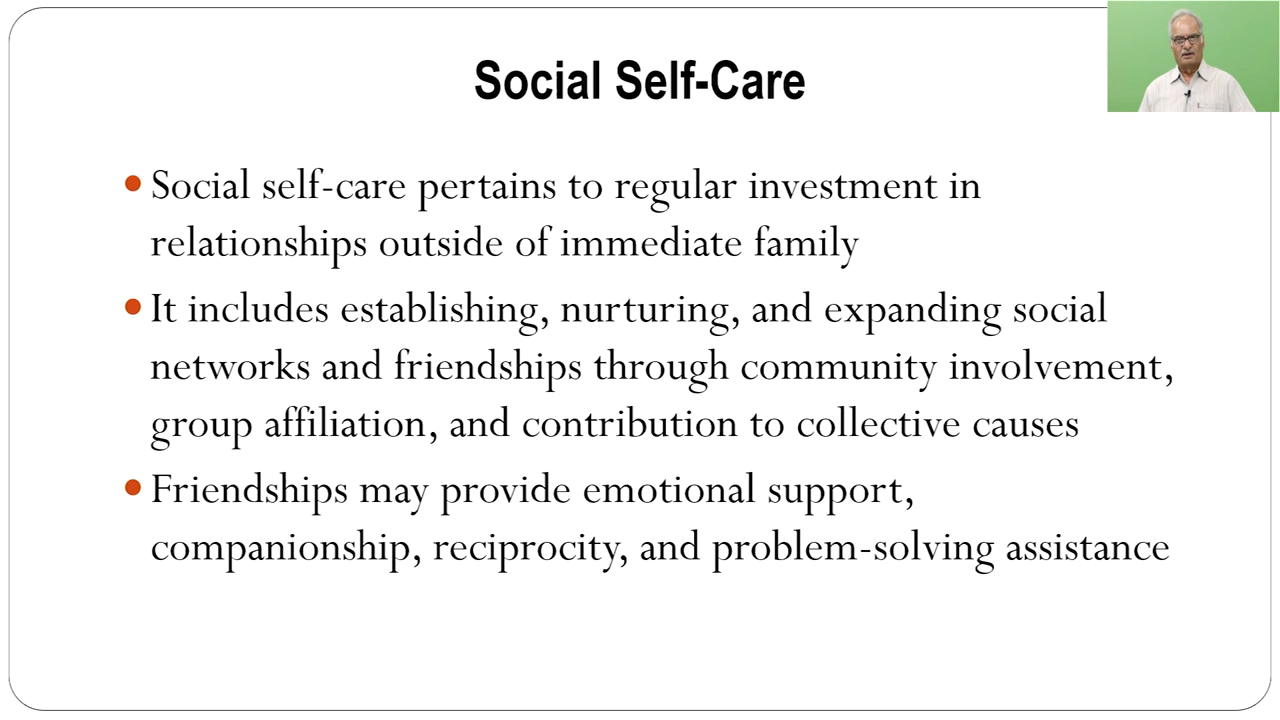 Social Self-Care
• Social self-care pertains to regular investment in
relationships outside of immediate family
• It includes establishing, nurturing, and expanding social
networks and friendships through community involvement,
group affiliation, and contribution to collective causes
• Friendships may provide emotional support,
companionship, reciprocity, and problem-solving assistance